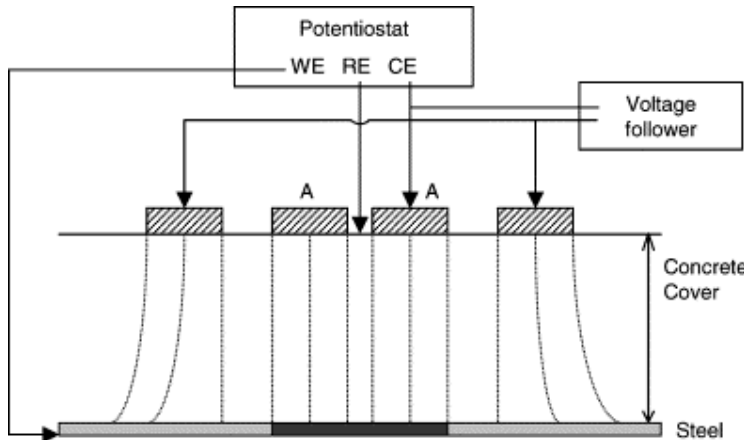 Potentiostat
WE RE CE
Voltage
follower
A A
Concrete
Cover
Steel